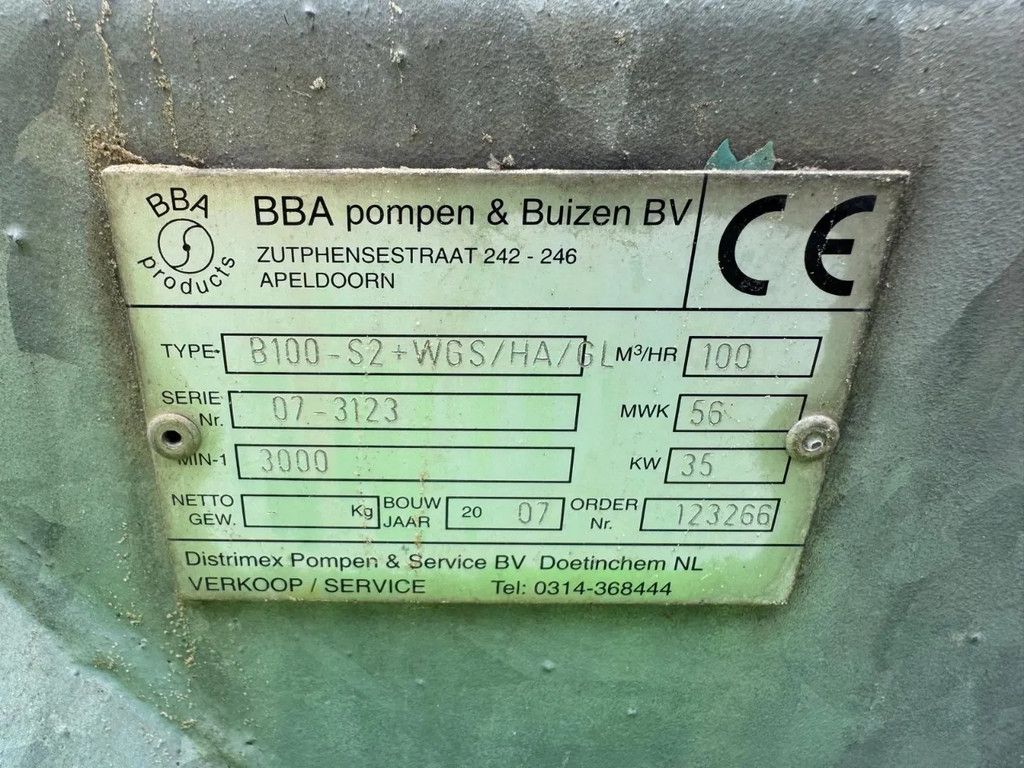 BBA products
BBA pompen & Buizen BV
ZUTPHENSESTRAAT 242 - 246
APELDOORN
CE
TYPE B100-S2+WGS/HA/GL M³/HR 100
SERIE Nr. 07-3123 MWK 56
MIN-1 3000 KW 35
NETTO GEW. Kg BOUW JAAR 20 07 ORDER Nr. 123266
Distrimex Pompen & Service BV Doetinchem NL
VERKOOP / SERVICE Tel: 0314-368444